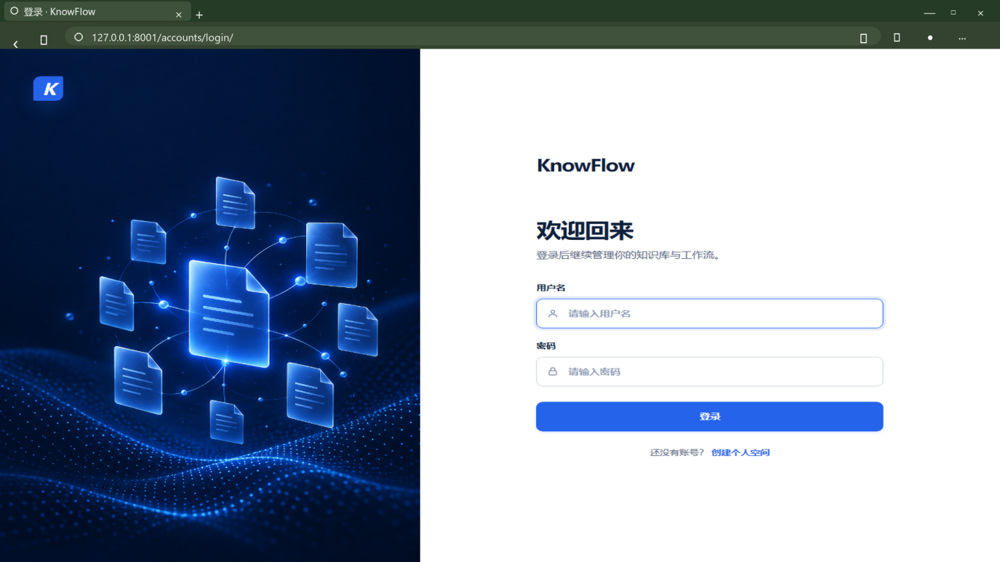 登录 · KnowFlow
127.0.0.1:8001/accounts/login/
K
KnowFlow
欢迎回来
登录后继续管理你的知识库与工作流。
用户名
请输入用户名
密码
请输入密码
登录
还没有账号? 创建个人空间